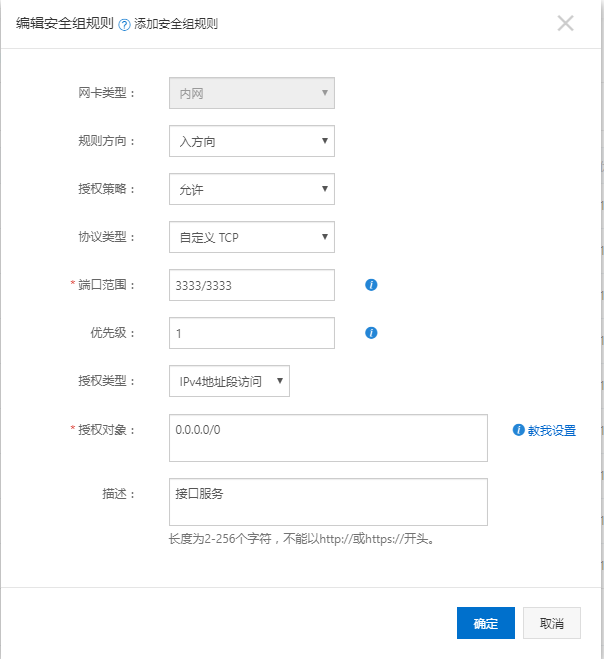 编辑安全组规则 ? 添加安全组规则
网卡类型： 内网
规则方向： 入方向
授权策略： 允许
协议类型： 自定义 TCP
* 端口范围： 3333/3333
优先级： 1
授权类型： IPv4地址段访问
* 授权对象： 0.0.0.0/0 教我设置
描述： 接口服务
长度为2-256个字符，不能以http://或https://开头。
确定 取消